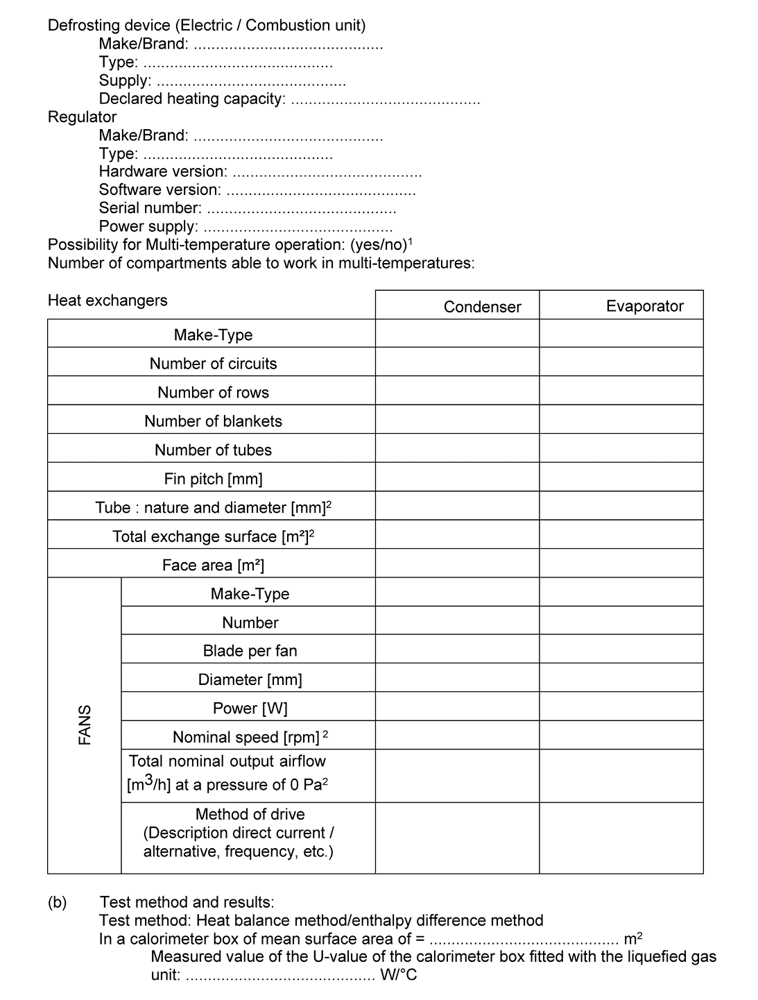 Defrosting device (Electric / Combustion unit)
Make/Brand: ...........................................
Type: ...........................................
Supply: ...........................................
Declared heating capacity: ...........................................
Regulator
Make/Brand: ...........................................
Type: ...........................................
Hardware version: ...........................................
Software version: ...........................................
Serial number: ...........................................
Power supply: ...........................................
Possibility for Multi-temperature operation: (yes/no)¹
Number of compartments able to work in multi-temperatures:
Heat exchangers
Condenser
Evaporator
Make-Type
Number of circuits
Number of rows
Number of blankets
Number of tubes
Fin pitch [mm]
Tube : nature and diameter [mm]²
Total exchange surface [m²]²
Face area [m²]
FANS
Make-Type
Number
Blade per fan
Diameter [mm]
Power [W]
Nominal speed [rpm] ²
Total nominal output airflow
[m³/h] at a pressure of 0 Pa²
Method of drive
(Description direct current /
alternative, frequency, etc.)
(b) Test method and results:
Test method: Heat balance method/enthalpy difference method
In a calorimeter box of mean surface area of = ........................................... m²
Measured value of the U-value of the calorimeter box fitted with the liquefied gas
unit: ........................................... W/°C